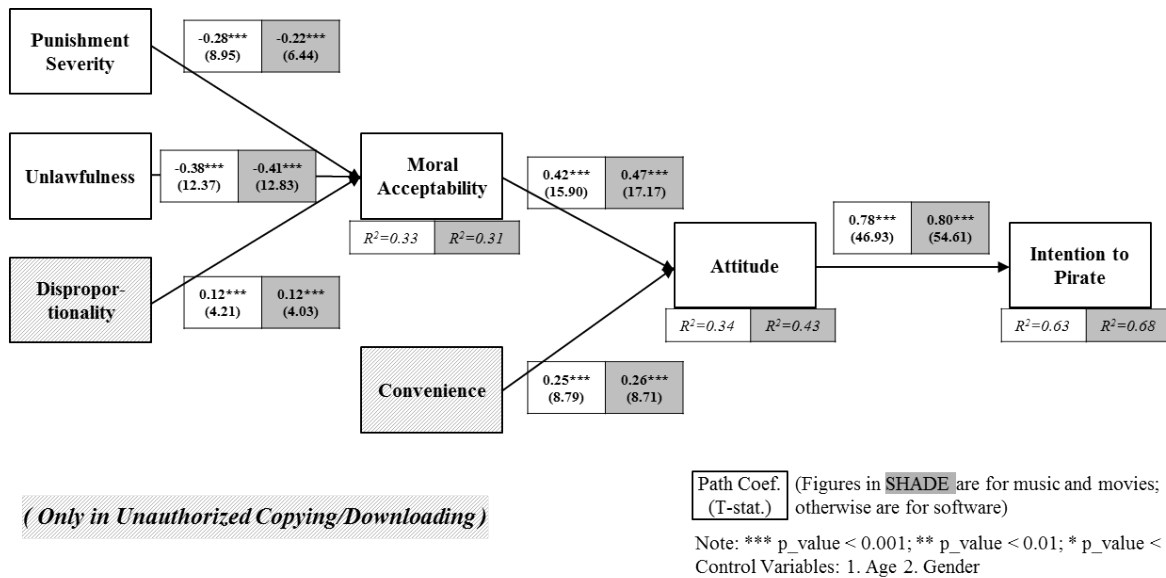 Punishment
Severity
-0.28*** -0.22***
(8.95) (6.44)
Unlawfulness
-0.38*** -0.41***
(12.37) (12.83)
Moral
Acceptability
R²=0.33 R²=0.31
0.42*** 0.47***
(15.90) (17.17)
Dispropor-
tionality
0.12*** 0.12***
(4.21) (4.03)
Attitude
R²=0.34 R²=0.43
0.78*** 0.80***
(46.93) (54.61)
Intention to
Pirate
R²=0.63 R²=0.68
Convenience
0.25*** 0.26***
(8.79) (8.71)
( Only in Unauthorized Copying/Downloading )
Path Coef. (Figures in SHADE are for music and movies;
(T-stat.) otherwise are for software)
Note: *** p_value < 0.001; ** p_value < 0.01; * p_value <
Control Variables: 1. Age 2. Gender